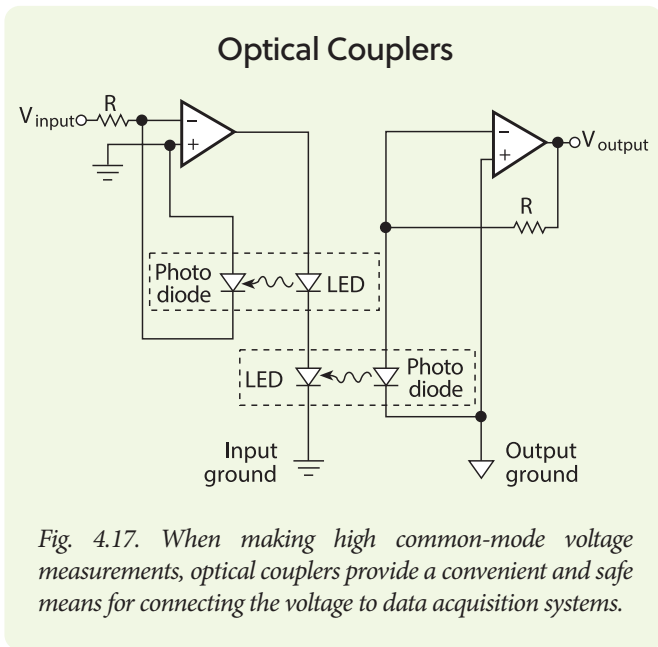 Optical Couplers
V input
R
−
+
−
+
V output
R
Photo
diode
LED
LED
Photo
diode
Input
ground
Output
ground
Fig. 4.17. When making high common-mode voltage
measurements, optical couplers provide a convenient and safe
means for connecting the voltage to data acquisition systems.